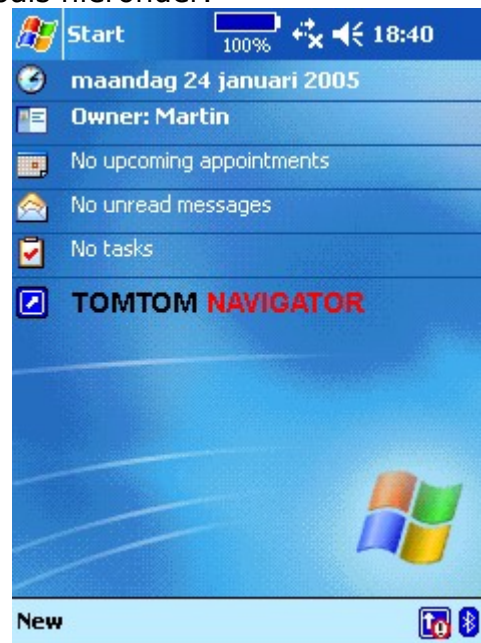 Start 100% 18:40
maandag 24 januari 2005
Owner: Martin
No upcoming appointments
No unread messages
No tasks
TOMTOM NAVIGATOR
New